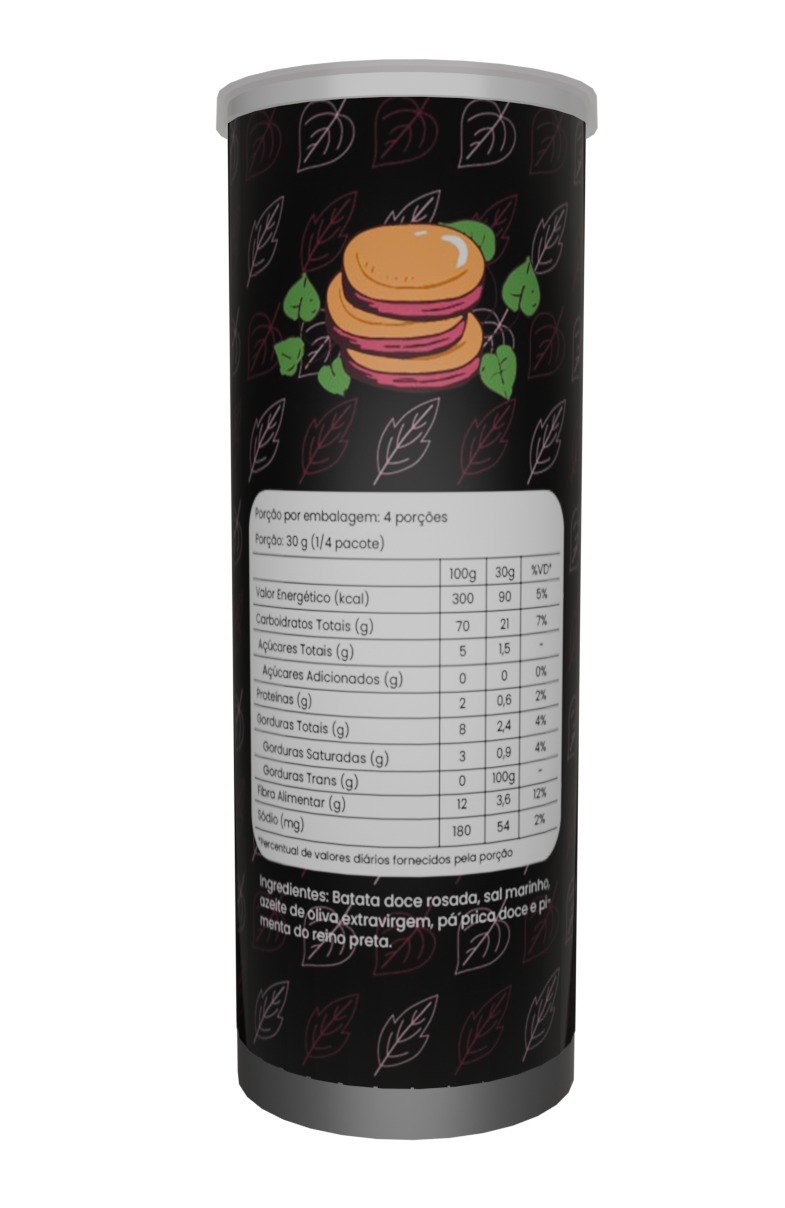 Porção por embalagem: 4 porções
Porção: 30 g (1/4 pacote)
100g 30g %VD*
Valor Energético (kcal) 300 90 5%
Carboidratos Totais (g) 70 21 7%
Açúcares Totais (g) 5 1,5 -
Açúcares Adicionados (g) 0 0 0%
Proteínas (g) 2 0,6 2%
Gorduras Totais (g) 8 2,4 4%
Gorduras Saturadas (g) 3 0,9 4%
Gorduras Trans (g) 0 100g -
Fibra Alimentar (g) 12 3,6 12%
Sódio (mg) 180 54 2%
*Percentual de valores diários fornecidos pela porção
Ingredientes: Batata doce rosada, sal marinho,
azeite de oliva extravirgem, pá´prica doce e pi-
menta do reino preta.